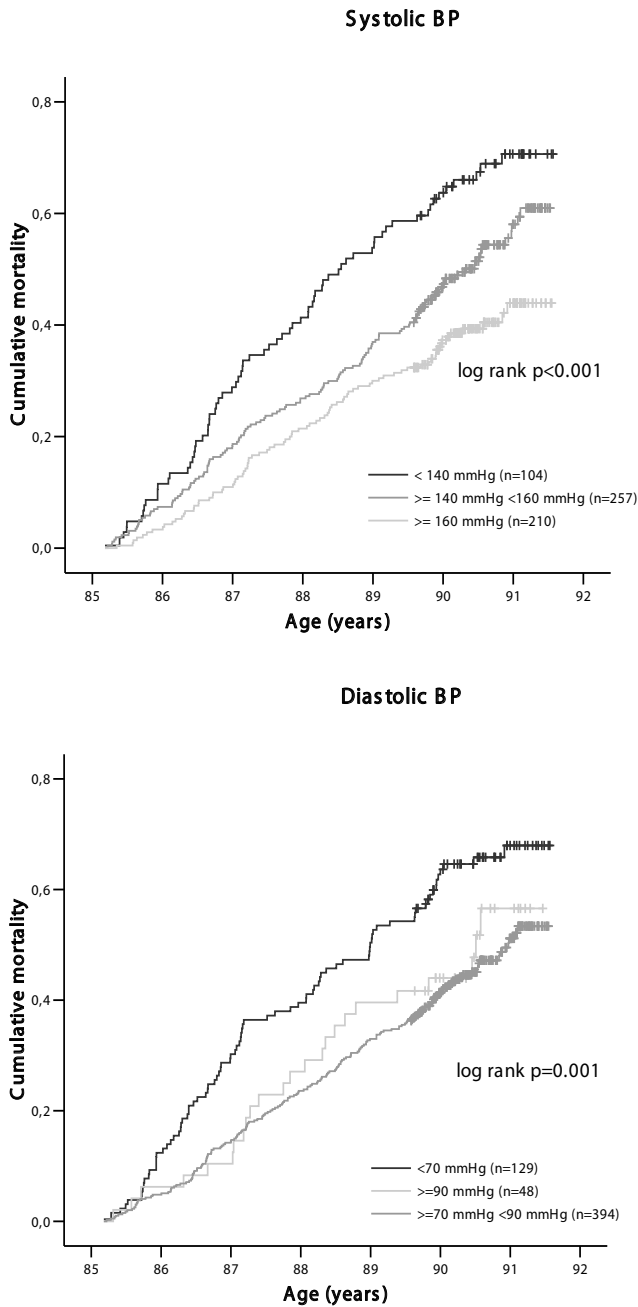 Systolic BP
0,8
0,6
0,4
0,2
0,0
Cumulative mortality
log rank p<0.001
< 140 mmHg (n=104)
>= 140 mmHg <160 mmHg (n=257)
>= 160 mmHg (n=210)
85 86 87 88 89 90 91 92
Age (years)
Diastolic BP
0,8
0,6
0,4
0,2
0,0
Cumulative mortality
log rank p=0.001
<70 mmHg (n=129)
>=90 mmHg (n=48)
>=70 mmHg <90 mmHg (n=394)
85 86 87 88 89 90 91 92
Age (years)